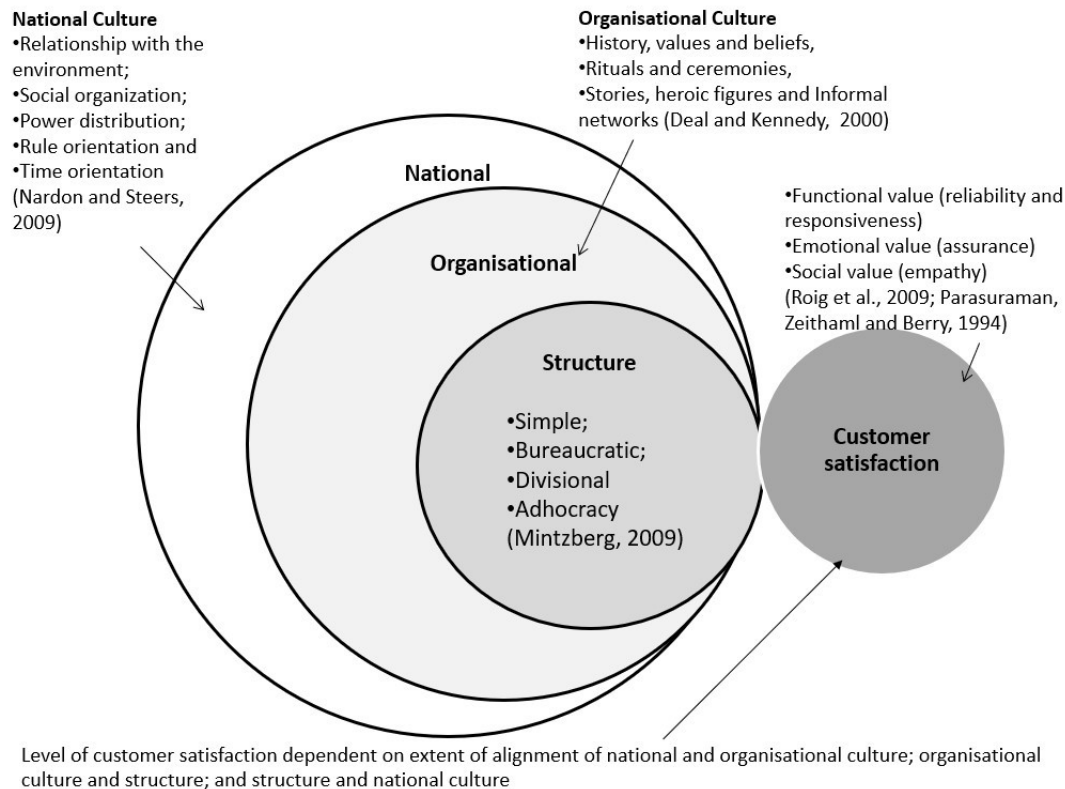 National Culture
•Relationship with the
environment;
•Social organization;
•Power distribution;
•Rule orientation and
•Time orientation
(Nardon and Steers,
2009)
Organisational Culture
•History, values and beliefs,
•Rituals and ceremonies,
•Stories, heroic figures and Informal
networks (Deal and Kennedy,  2000)
National
Organisational
Structure
•Simple;
•Bureaucratic;
•Divisional
•Adhocracy
(Mintzberg, 2009)
•Functional value (reliability and
responsiveness)
•Emotional value (assurance)
•Social value (empathy)
(Roig et al., 2009; Parasuraman,
Zeithaml and Berry, 1994)
Customer
satisfaction
Level of customer satisfaction dependent on extent of alignment of national and organisational culture; organisational
culture and structure; and structure and national culture